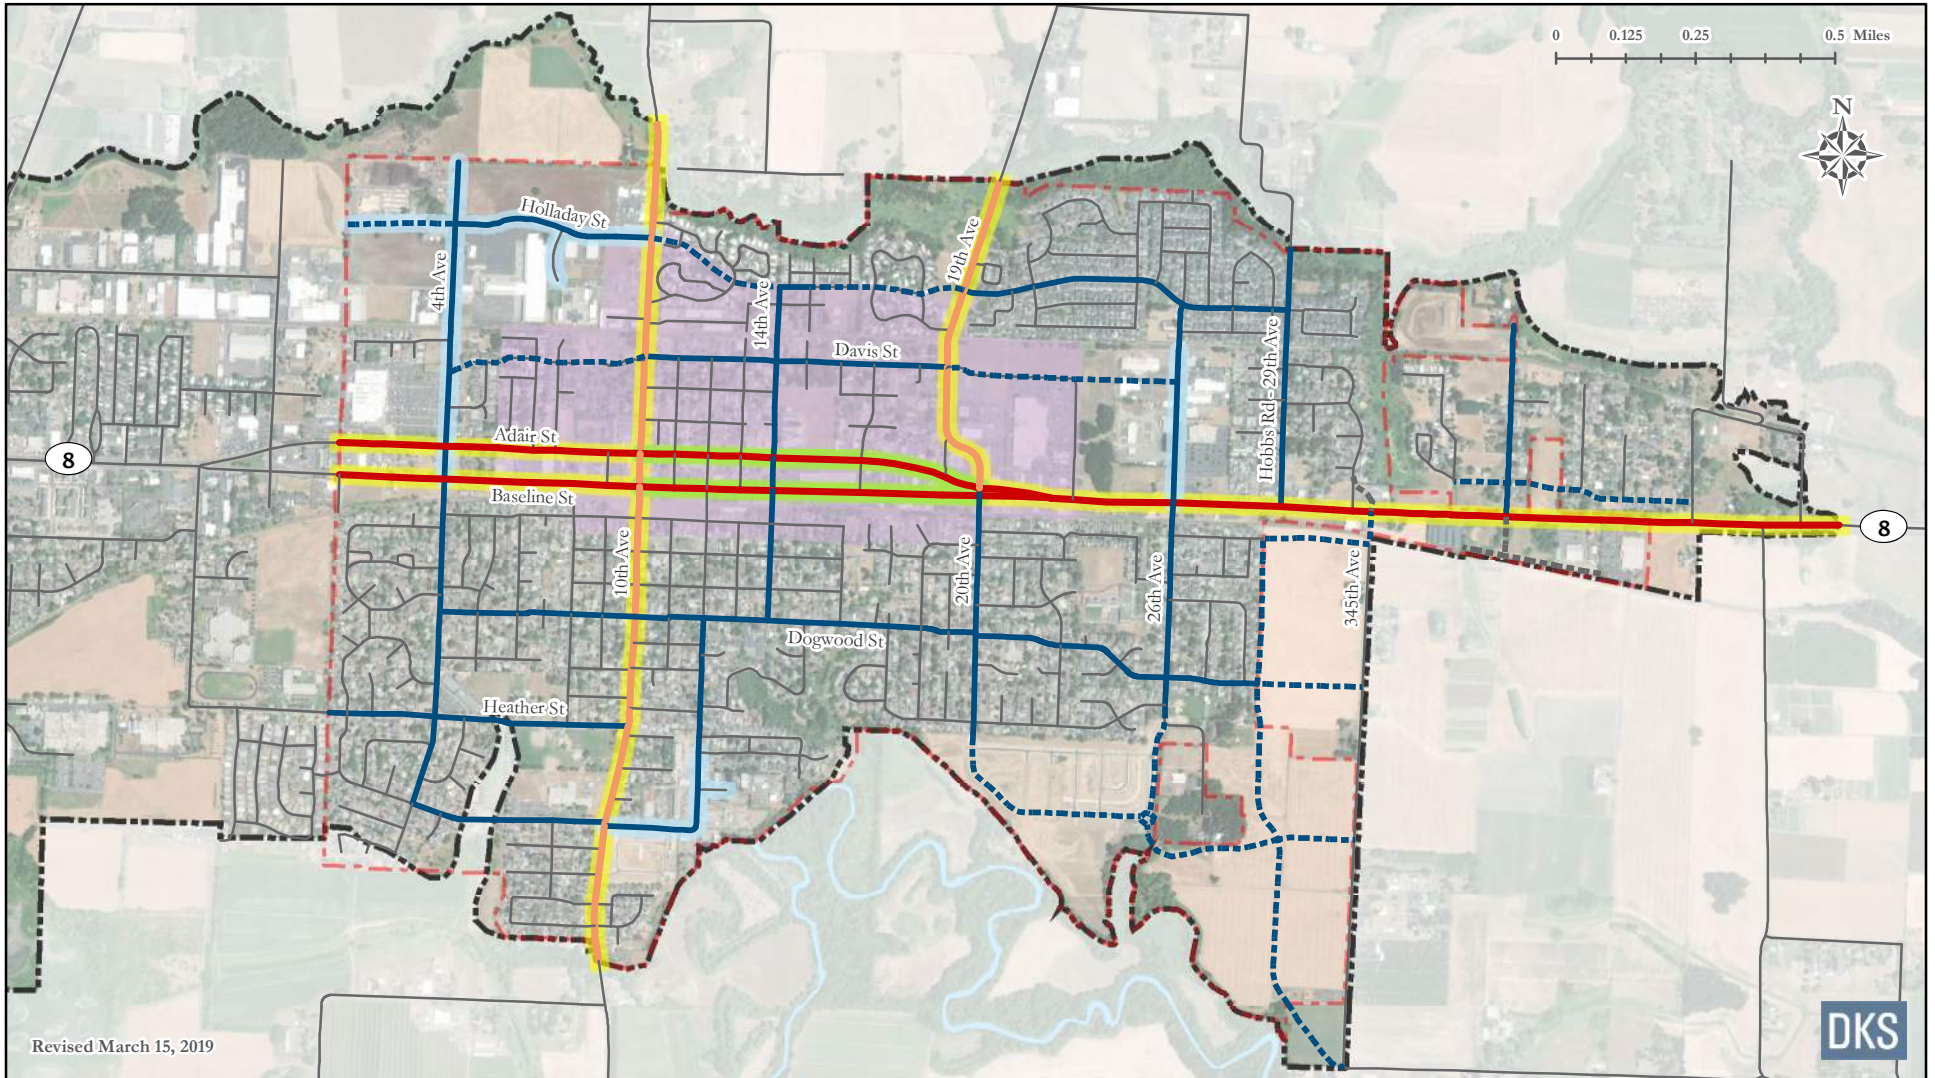 0 0.125 0.25 0.5 Miles
N
Holladay St
4th Ave
19th Ave
14th Ave
Davis St
Hobbs Rd - 29th Ave
Adair St
8
Baseline St
8
10th Ave
20th Ave
26th Ave
345th Ave
Dogwood St
Heather St
Revised March 15, 2019
DKS